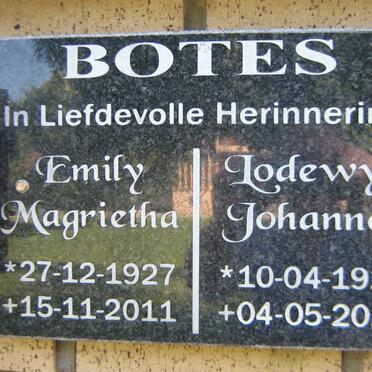 BOTES
In Liefdevolle Herinnerin
Emily
Magrietha
*27-12-1927
+15-11-2011
Lodewy
Johanne
*10-04-19
+04-05-20